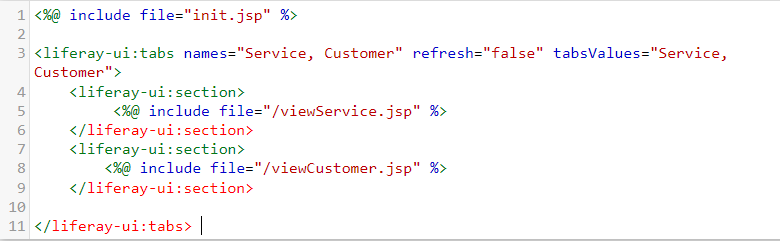 1 <%@ include file="init.jsp" %>
2
3 <liferay-ui:tabs names="Service, Customer" refresh="false" tabsValues="Service,
Customer">
4     <liferay-ui:section>
5          <%@ include file="/viewService.jsp" %>
6     </liferay-ui:section>
7     <liferay-ui:section>
8         <%@ include file="/viewCustomer.jsp" %>
9     </liferay-ui:section>
10
11 </liferay-ui:tabs>